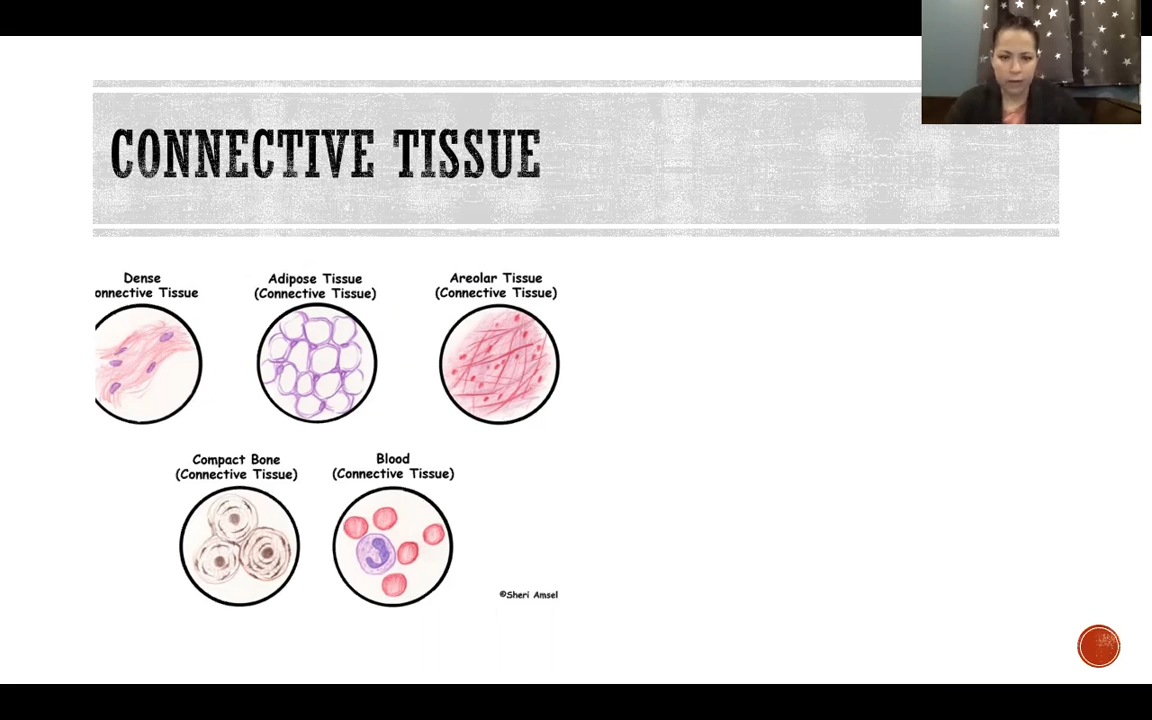 CONNECTIVE TISSUE
Dense
onnective Tissue
Adipose Tissue
(Connective Tissue)
Areolar Tissue
(Connective Tissue)
Compact Bone
(Connective Tissue)
Blood
(Connective Tissue)
©Sheri Amsel